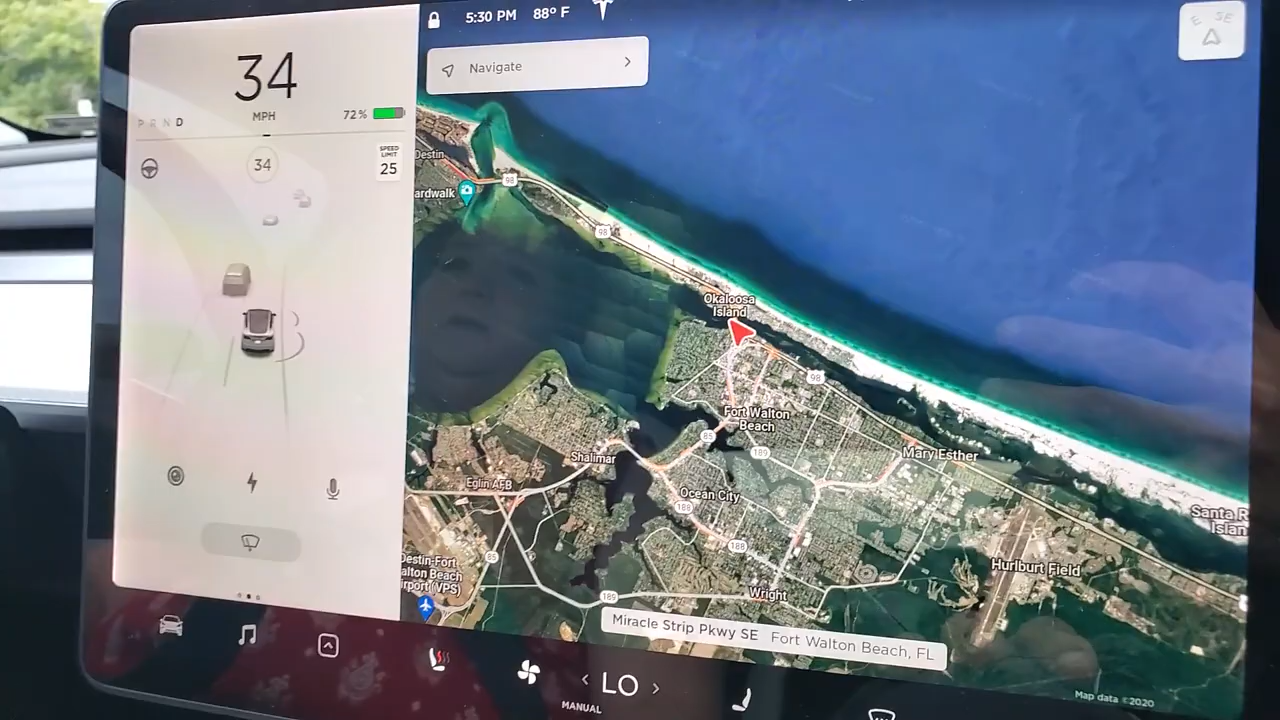 34
MPH
72%
P R N D
34
SPEED
LIMIT
25
5:30 PM 88° F
Navigate
E SE
Destin
98
ardwalk
98
Okaloosa
Island
98
Fort Walton
Beach
85
189
Mary Esther
Shalimar
Eglin AFB
Ocean City
188
Santa R
Islan
188
85
Hurlburt Field
Destin-Fort
alton Beach
irport (VPS)
189
Wright
Miracle Strip Pkwy SE Fort Walton Beach, FL
Map data ©2020
LO
MANUAL